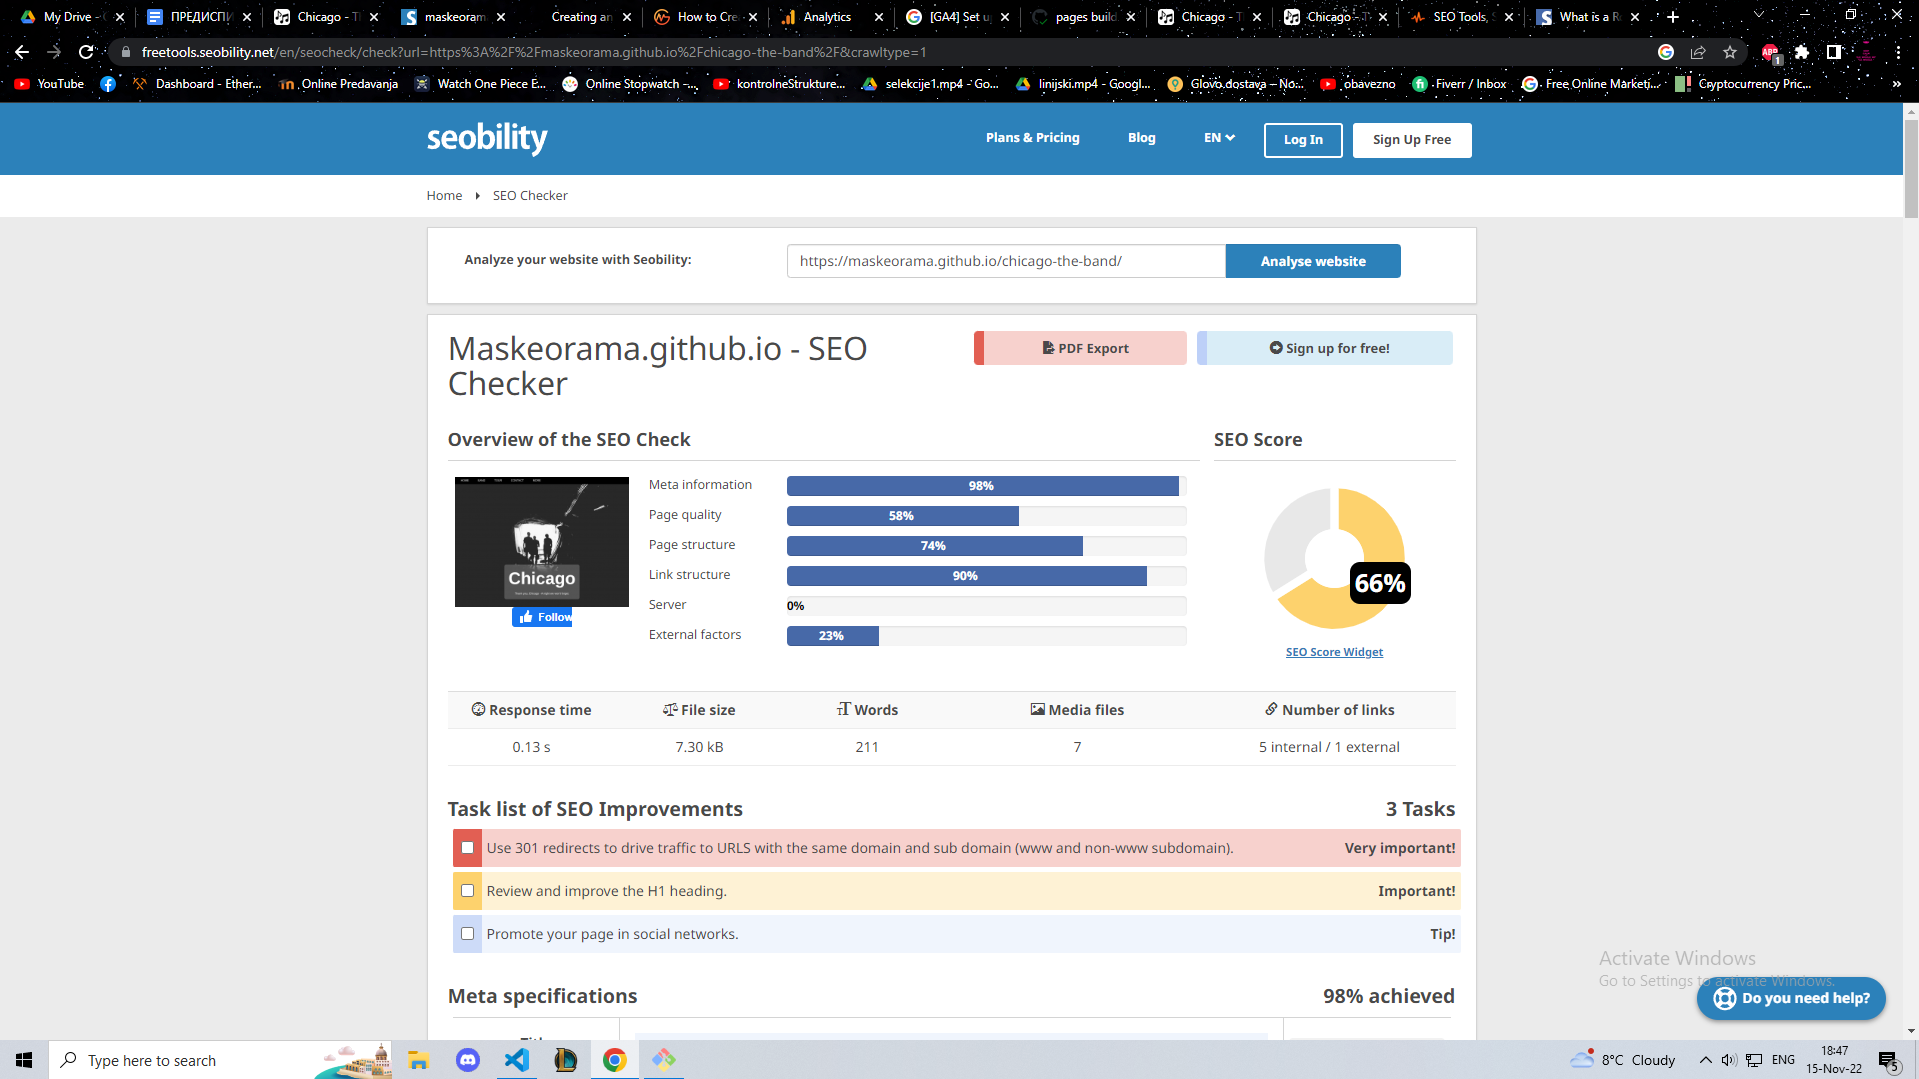 My Drive -
ПРЕДИСПИ
Chicago - T
maskeoram
Creating an
How to Cre
Analytics
[GA4] Set u
pages build
Chicago - T
Chicago - T
SEO Tools, S
What is a R
freetools.seobility.net/en/seocheck/check?url=https%3A%2F%2Fmaskeorama.github.io%2Fchicago-the-band%2F&crawltype=1
YouTube
Dashboard - Ether...
Online Predavanja
Watch One Piece E...
Online Stopwatch -...
kontrolneStrukture...
selekcije1.mp4 - Go...
linijski.mp4 - Googl...
Glovo dostava – No...
obavezno
Fiverr / Inbox
Free Online Marketi...
Cryptocurrency Pric...
seobility
Plans & Pricing
Blog
EN
Log In
Sign Up Free
Home
SEO Checker
Analyze your website with Seobility:
https://maskeorama.github.io/chicago-the-band/
Analyse website
Maskeorama.github.io - SEO
Checker
PDF Export
Sign up for free!
Overview of the SEO Check
SEO Score
Chicago
Follow
Meta information 98%
Page quality 58%
Page structure 74%
Link structure 90%
Server 0%
External factors 23%
66%
SEO Score Widget
Response time File size Words Media files Number of links
0.13 s 7.30 kB 211 7 5 internal / 1 external
Task list of SEO Improvements 3 Tasks
Use 301 redirects to drive traffic to URLS with the same domain and sub domain (www and non-www subdomain). Very important!
Review and improve the H1 heading. Important!
Promote your page in social networks. Tip!
Meta specifications 98% achieved
Activate Windows
Go to Settings to activate Windows.
Do you need help?
Type here to search
8°C Cloudy
ENG
18:47
15-Nov-22
5